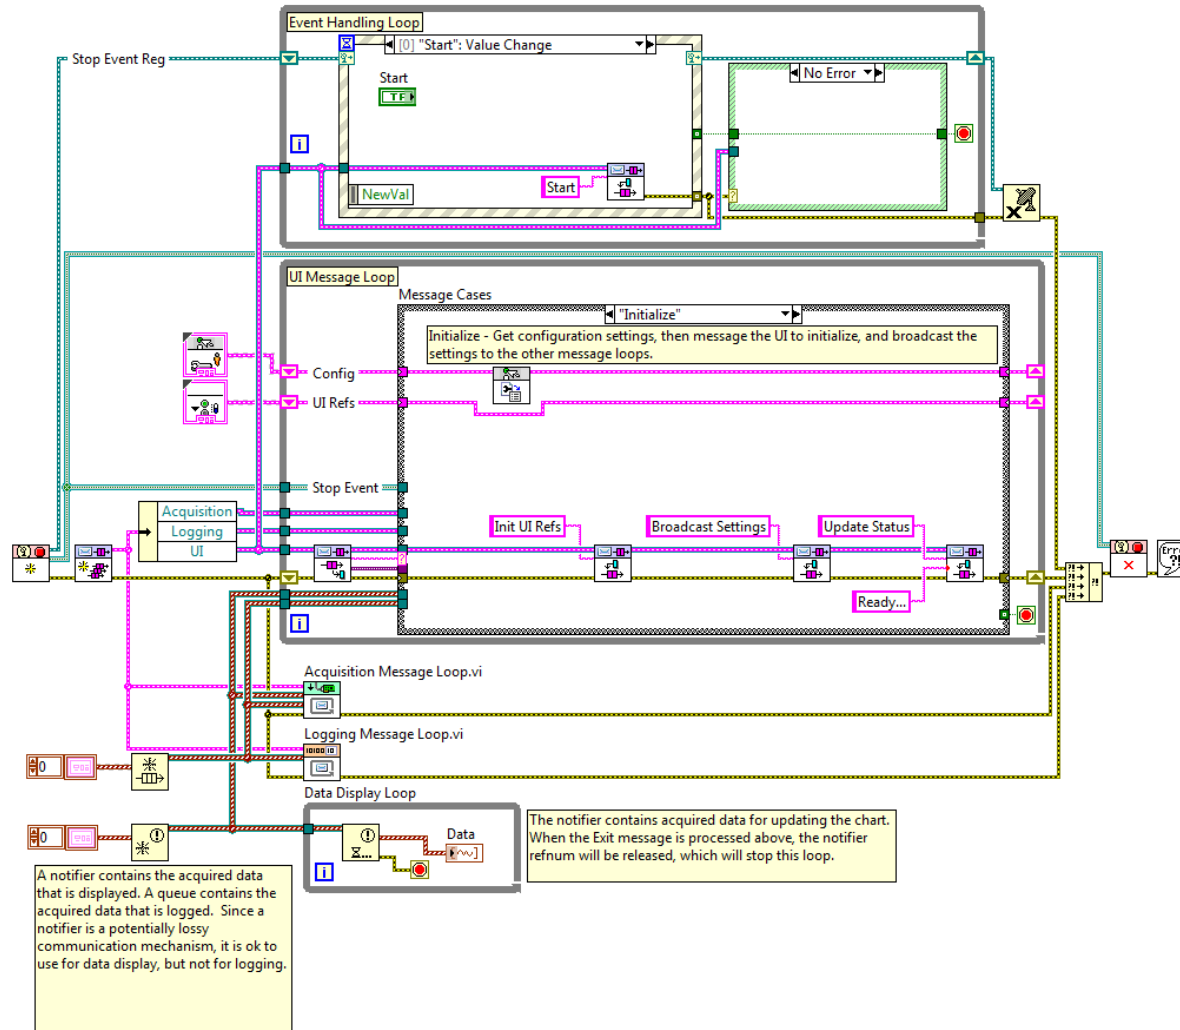 Event Handling Loop
[0] "Start": Value Change
Stop Event Reg
No Error
Start
TF
i
Start
NewVal
?
UI Message Loop
Message Cases
"Initialize"
Initialize - Get configuration settings, then message the UI to initialize, and broadcast the
settings to the other message loops.
Config
UI Refs
Stop Event
Acquisition
Logging
UI
Init UI Refs
Broadcast Settings
Update Status
?
Ready...
i
Acquisition Message Loop.vi
Logging Message Loop.vi
0
Data Display Loop
0
Data
i
The notifier contains acquired data for updating the chart.
When the Exit message is processed above, the notifier
refnum will be released, which will stop this loop.
A notifier contains the acquired data
that is displayed. A queue contains the
acquired data that is logged.  Since a
notifier is a potentially lossy
communication mechanism, it is ok to
use for data display, but not for logging.